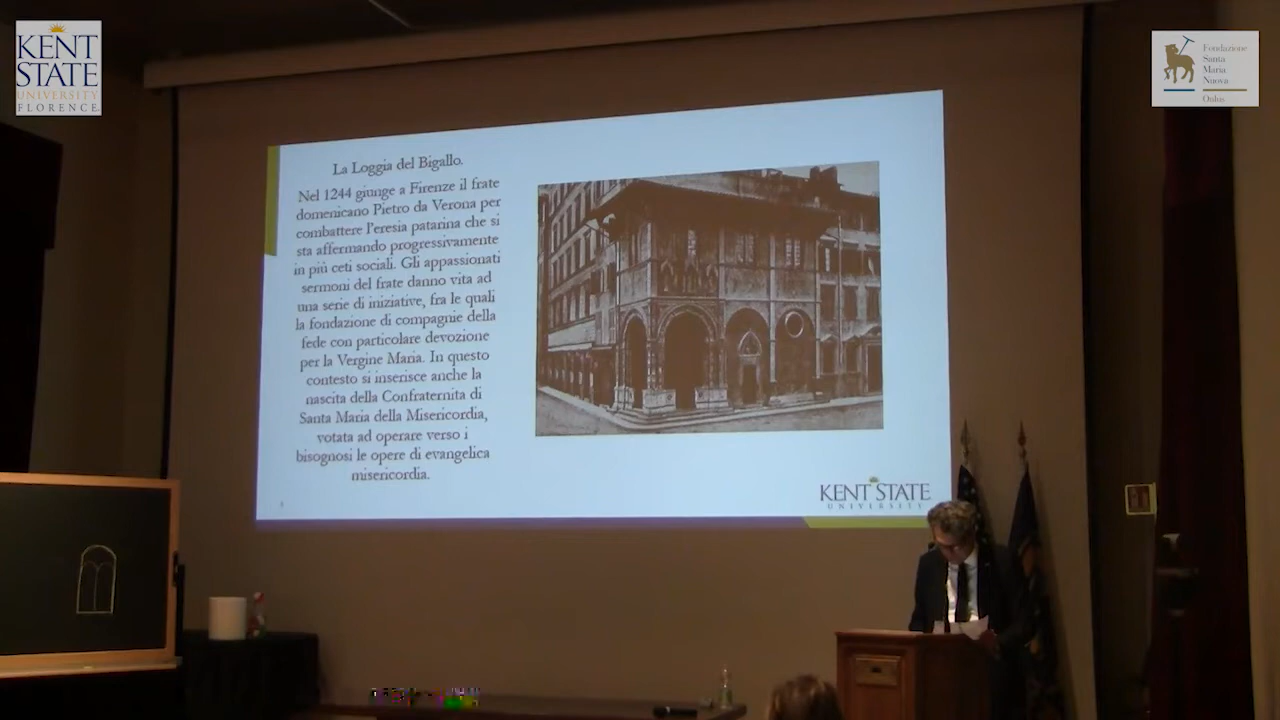 KENT
STATE
UNIVERSITY
FLORENCE
Fondazione
Santa
Maria
Nuova
Onlus
La Loggia del Bigallo.
Nel 1244 giunge a Firenze il frate
domenicano Pietro da Verona per
combattere l'eresia patarina che si
sta affermando progressivamente
in più ceti sociali. Gli appassionati
sermoni del frate danno vita ad
una serie di iniziative, fra le quali
la fondazione di compagnie della
fede con particolare devozione
per la Vergine Maria. In questo
contesto si inserisce anche la
nascita della Confraternita di
Santa Maria della Misericordia,
votata ad operare verso i
bisognosi le opere di evangelica
misericordia.
KENT STATE
UNIVERSITY